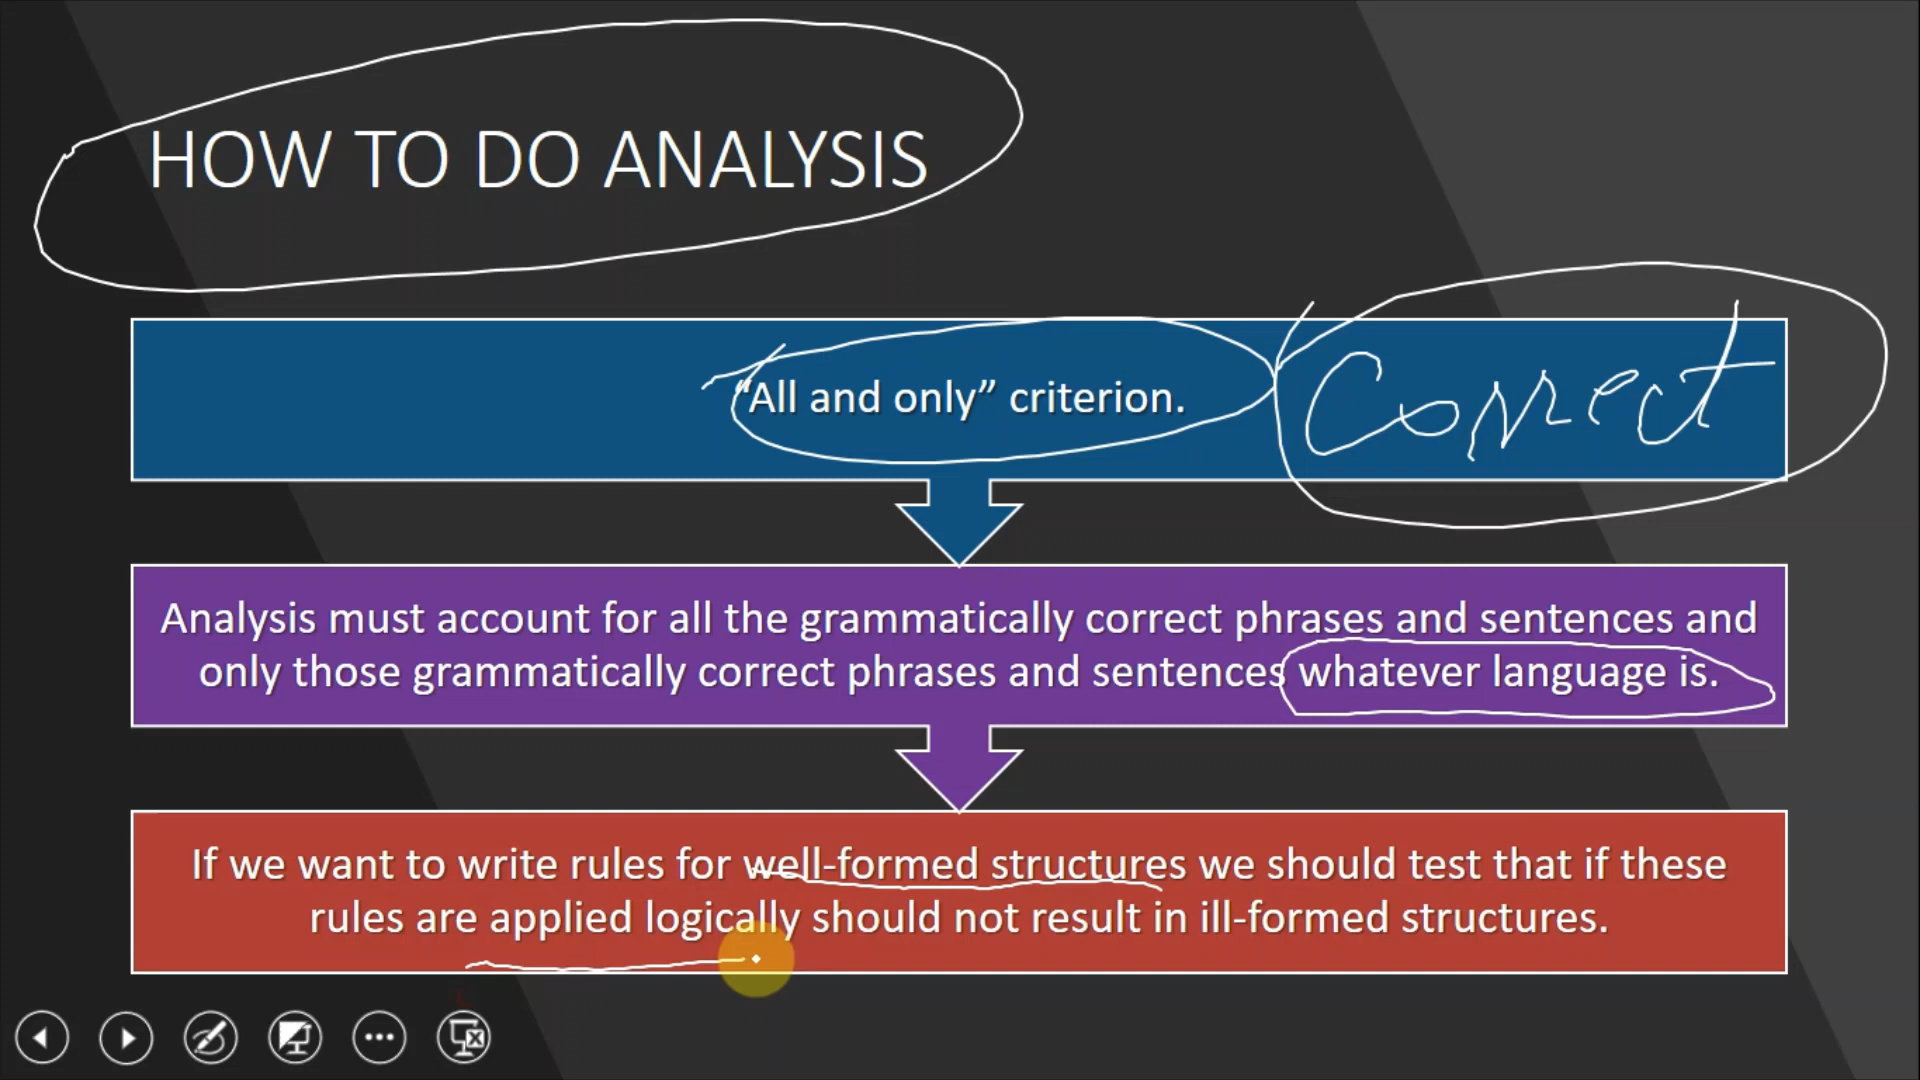 HOW TO DO ANALYSIS
“All and only” criterion.
Correct
Analysis must account for all the grammatically correct phrases and sentences and
only those grammatically correct phrases and sentences whatever language is.
If we want to write rules for well-formed structures we should test that if these
rules are applied logically should not result in ill-formed structures.